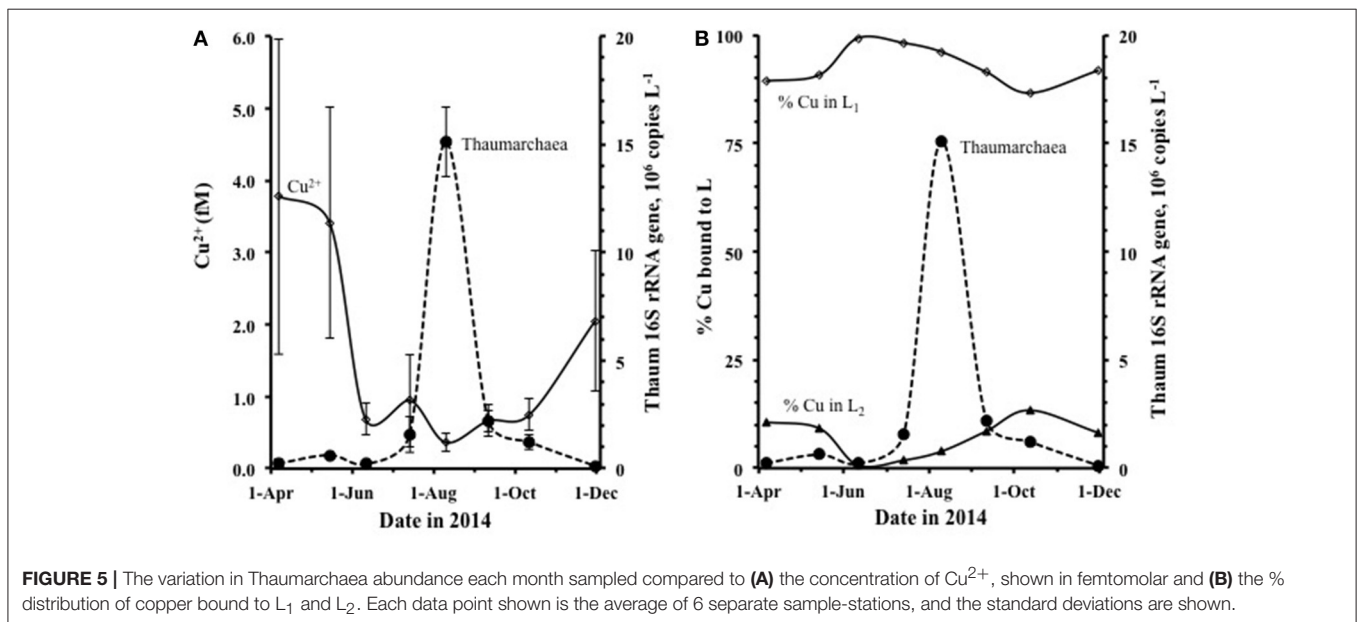 A
6.0
5.0
4.0
3.0
2.0
1.0
0.0
Cu²⁺ (fM)
Cu²⁺
Thaumarchaea
20
15
10
5
0
Thaum 16S rRNA gene, 10⁶ copies L⁻¹
1-Apr 1-Jun 1-Aug 1-Oct 1-Dec
Date in 2014
B
100
75
50
25
0
% Cu bound to L
% Cu in L₁
Thaumarchaea
% Cu in L₂
20
15
10
5
0
Thaum 16S rRNA gene, 10⁶ copies L⁻¹
1-Apr 1-Jun 1-Aug 1-Oct 1-Dec
Date in 2014
FIGURE 5 | The variation in Thaumarchaea abundance each month sampled compared to (A) the concentration of Cu²⁺, shown in femtomolar and (B) the %
distribution of copper bound to L₁ and L₂. Each data point shown is the average of 6 separate sample-stations, and the standard deviations are shown.